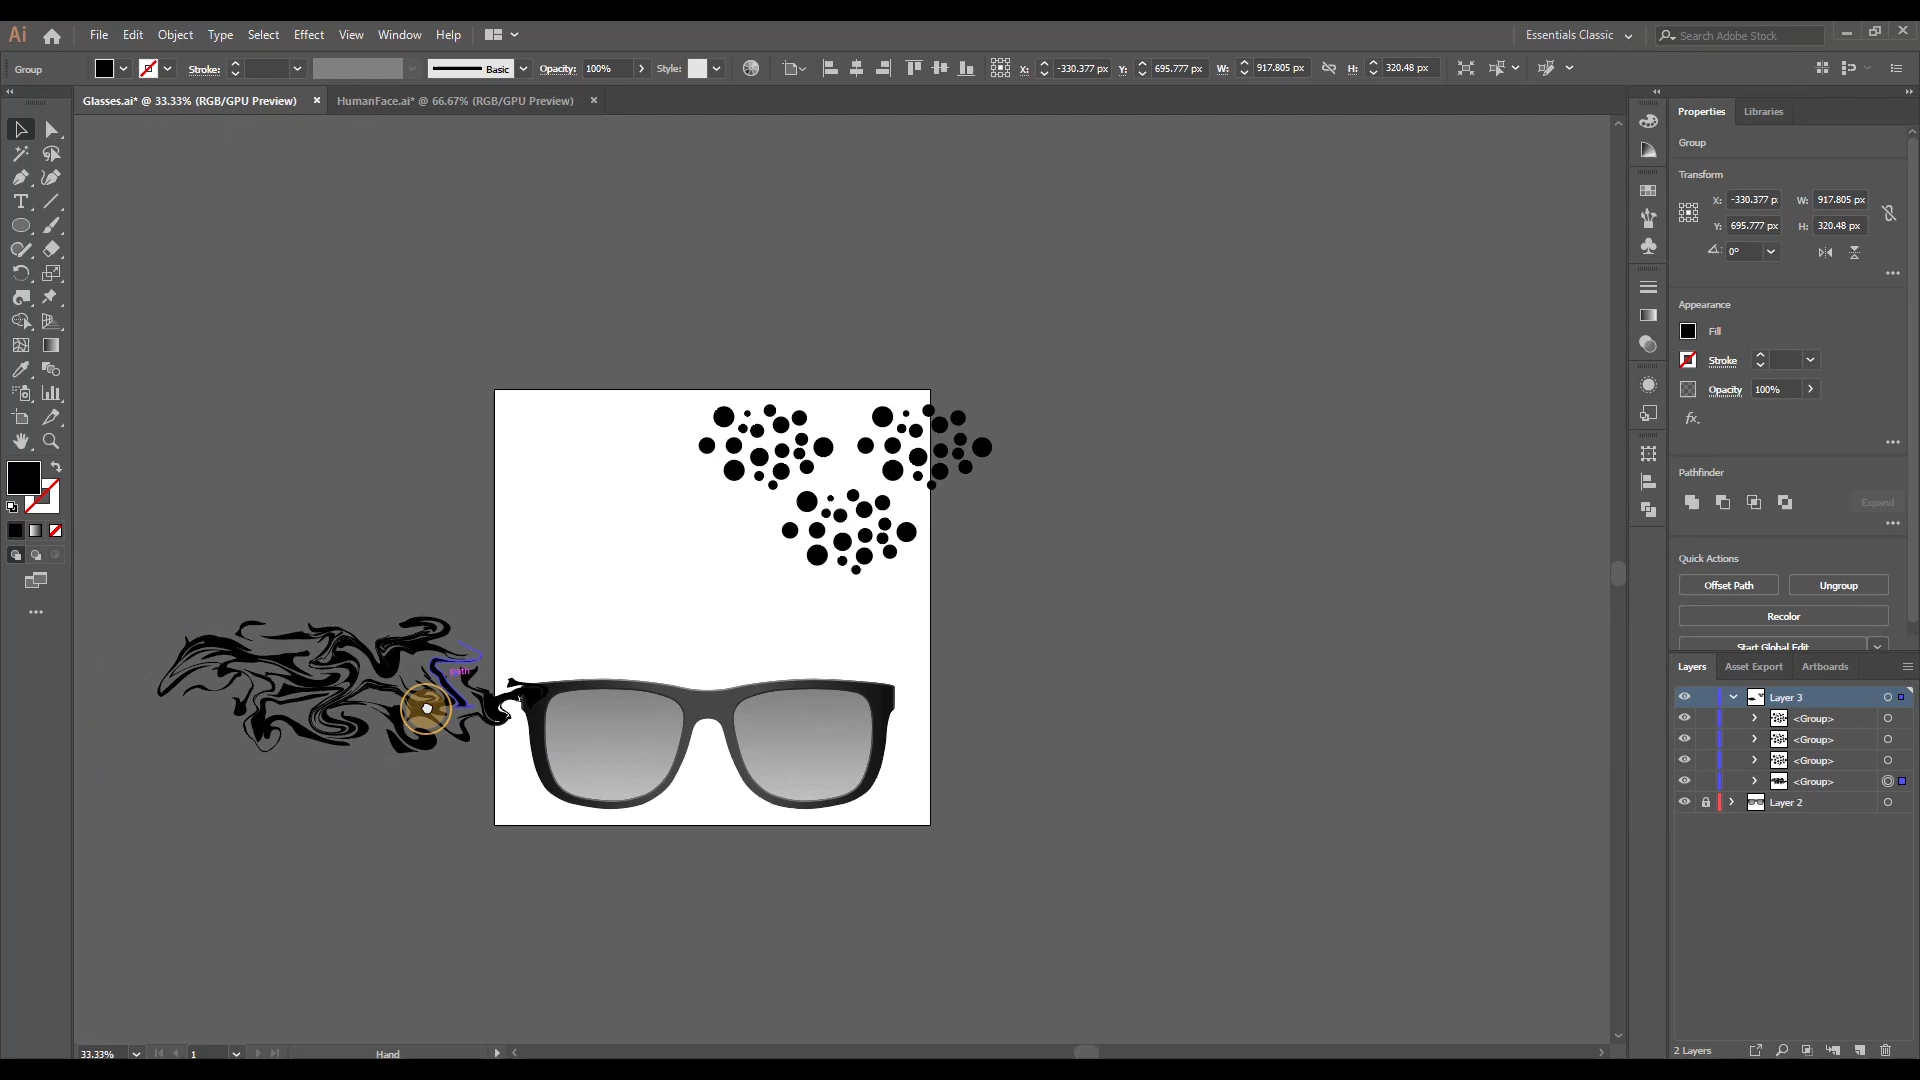 Ai File Edit Object Type Select Effect View Window Help Essentials Classic Search Adobe Stock
Group Stroke: Basic Opacity: 100% Style: X: -330.377 px Y: 695.777 px W: 917.805 px H: 320.48 px
Glasses.ai* @ 33.33% (RGB/GPU Preview) HumanFace.ai* @ 66.67% (RGB/GPU Preview)
Properties Libraries
Group
Transform
X: -330.377 p W: 917.805 px
Y: 695.777 px H: 320.48 px
0°
Appearance
Fill
Stroke
Opacity 100%
fx.
Pathfinder
Expand
Quick Actions
Offset Path Ungroup
Recolor
Start Global Edit
path
Layers Asset Export Artboards
Layer 3
<Group>
<Group>
<Group>
<Group>
Layer 2
33.33% 1 Hand
2 Layers